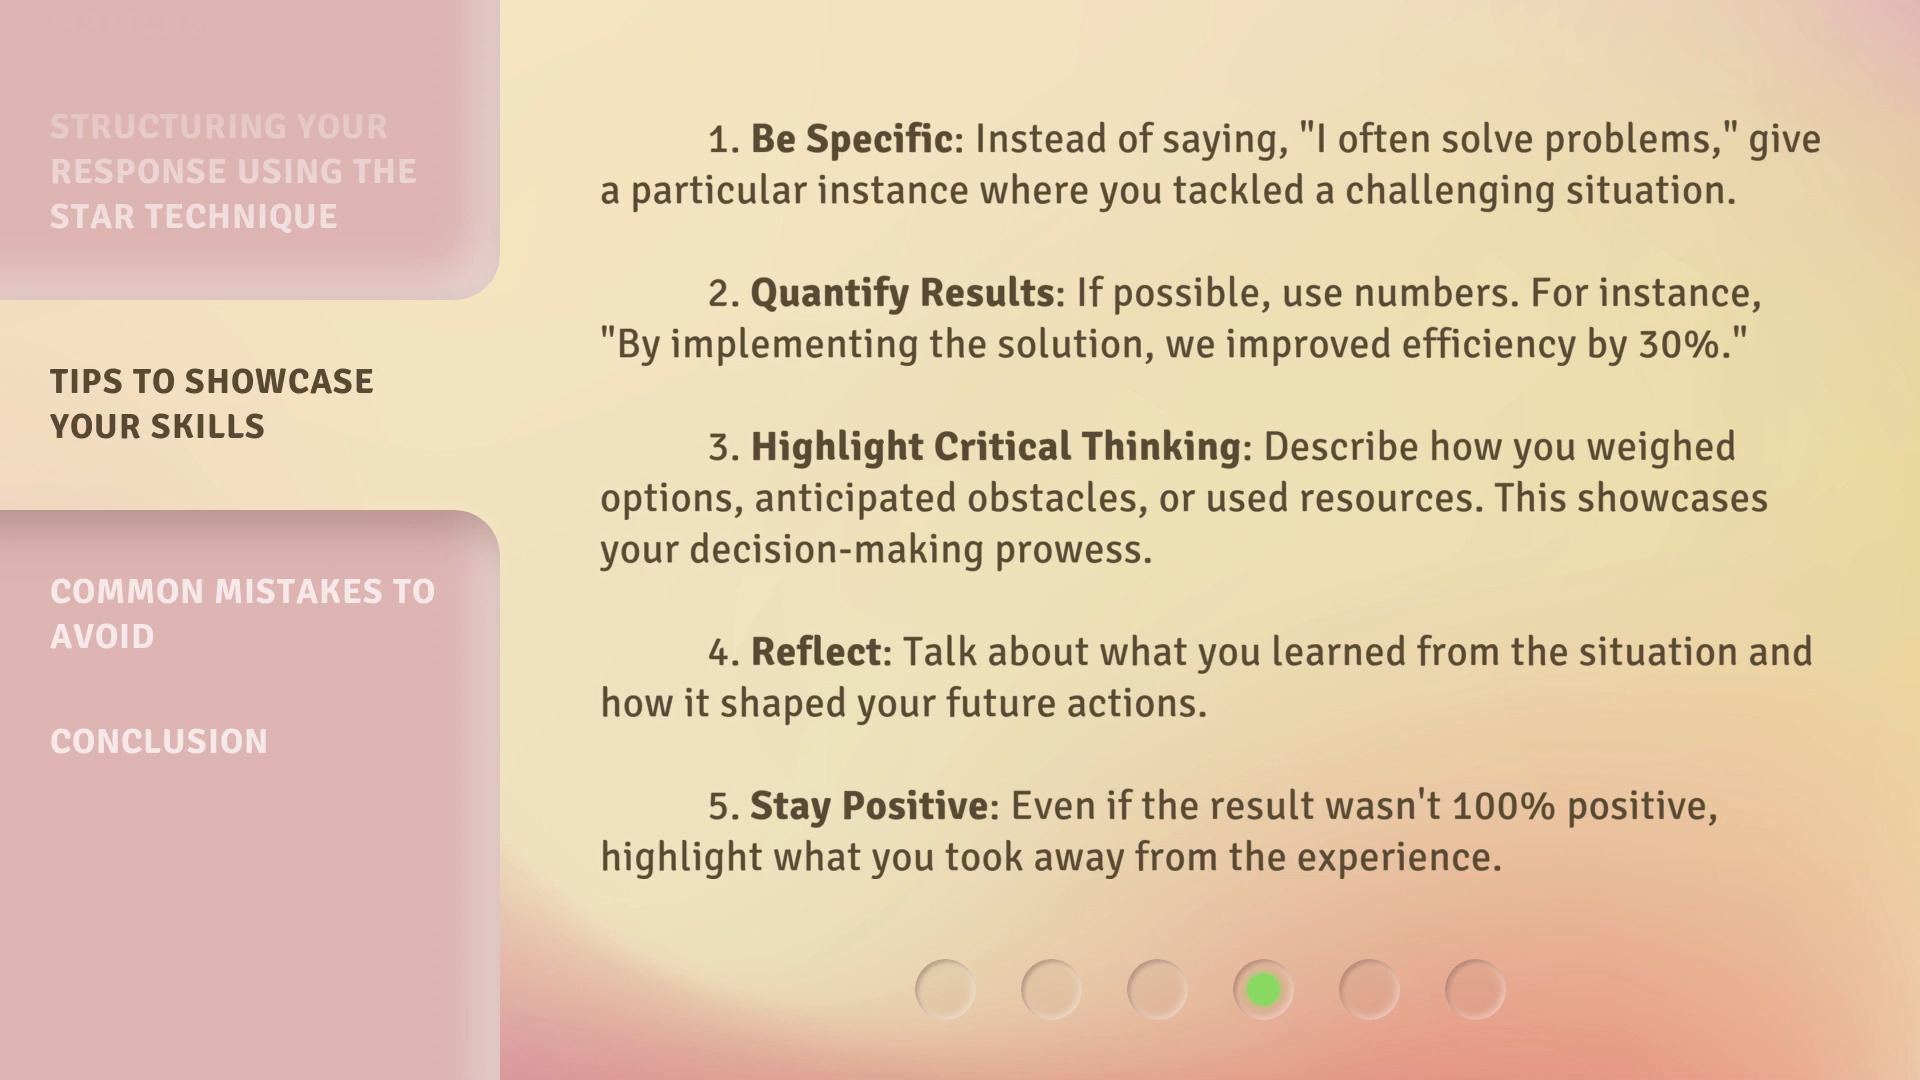 STRUCTURING YOUR
RESPONSE USING THE
STAR TECHNIQUE
TIPS TO SHOWCASE
YOUR SKILLS
COMMON MISTAKES TO
AVOID
CONCLUSION
1. Be Specific: Instead of saying, "I often solve problems," give
a particular instance where you tackled a challenging situation.
2. Quantify Results: If possible, use numbers. For instance,
"By implementing the solution, we improved efficiency by 30%."
3. Highlight Critical Thinking: Describe how you weighed
options, anticipated obstacles, or used resources. This showcases
your decision-making prowess.
4. Reflect: Talk about what you learned from the situation and
how it shaped your future actions.
5. Stay Positive: Even if the result wasn't 100% positive,
highlight what you took away from the experience.